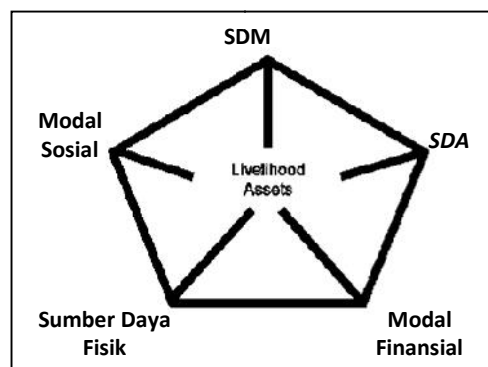 SDM
Modal
Sosial
SDA
Livelihood
Assets
Sumber Daya
Fisik
Modal
Finansial